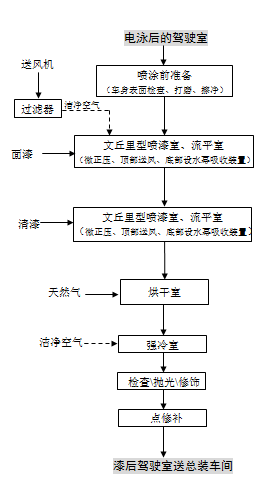 电泳后的驾驶室
送风机
喷涂前准备
(车身表面检查、打磨、擦净)
过滤器
洁净空气
文丘里型喷漆室、流平室
(微正压、顶部送风、底部设水幕吸收装置)
面漆
文丘里型喷漆室、流平室
(微正压、顶部送风、底部设水幕吸收装置)
清漆
天然气
烘干室
洁净空气
强冷室
检查\抛光\修饰
点修补
漆后驾驶室送总装车间